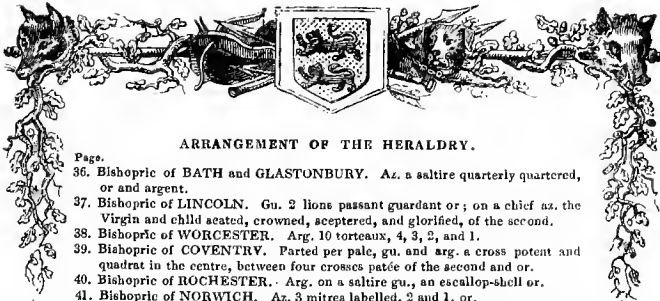 ARRANGEMENT OF THE HERALDRY.
Page.
36. Bishopric of BATH and GLASTONBURY. Az. a saltire quarterly quartered,
or and argent.
37. Bishopric of LINCOLN. Gu. 2 lions passant guardant or; on a chief az. the
Virgin and child seated, crowned, sceptered, and glorified, of the second.
38. Bishopric of WORCESTER. Arg. 10 torteaux, 4, 3, 2, and 1.
39. Bishopric of COVENTRY. Parted per pale, gu. and arg. a cross potent and
quadrat in the centre, between four crosses patée of the second and or.
40. Bishopric of ROCHESTER. Arg. on a saltire gu., an escallop-shell or.
41. Bishopric of NORWICH. Az. 3 mitres labelled, 2 and 1, or.